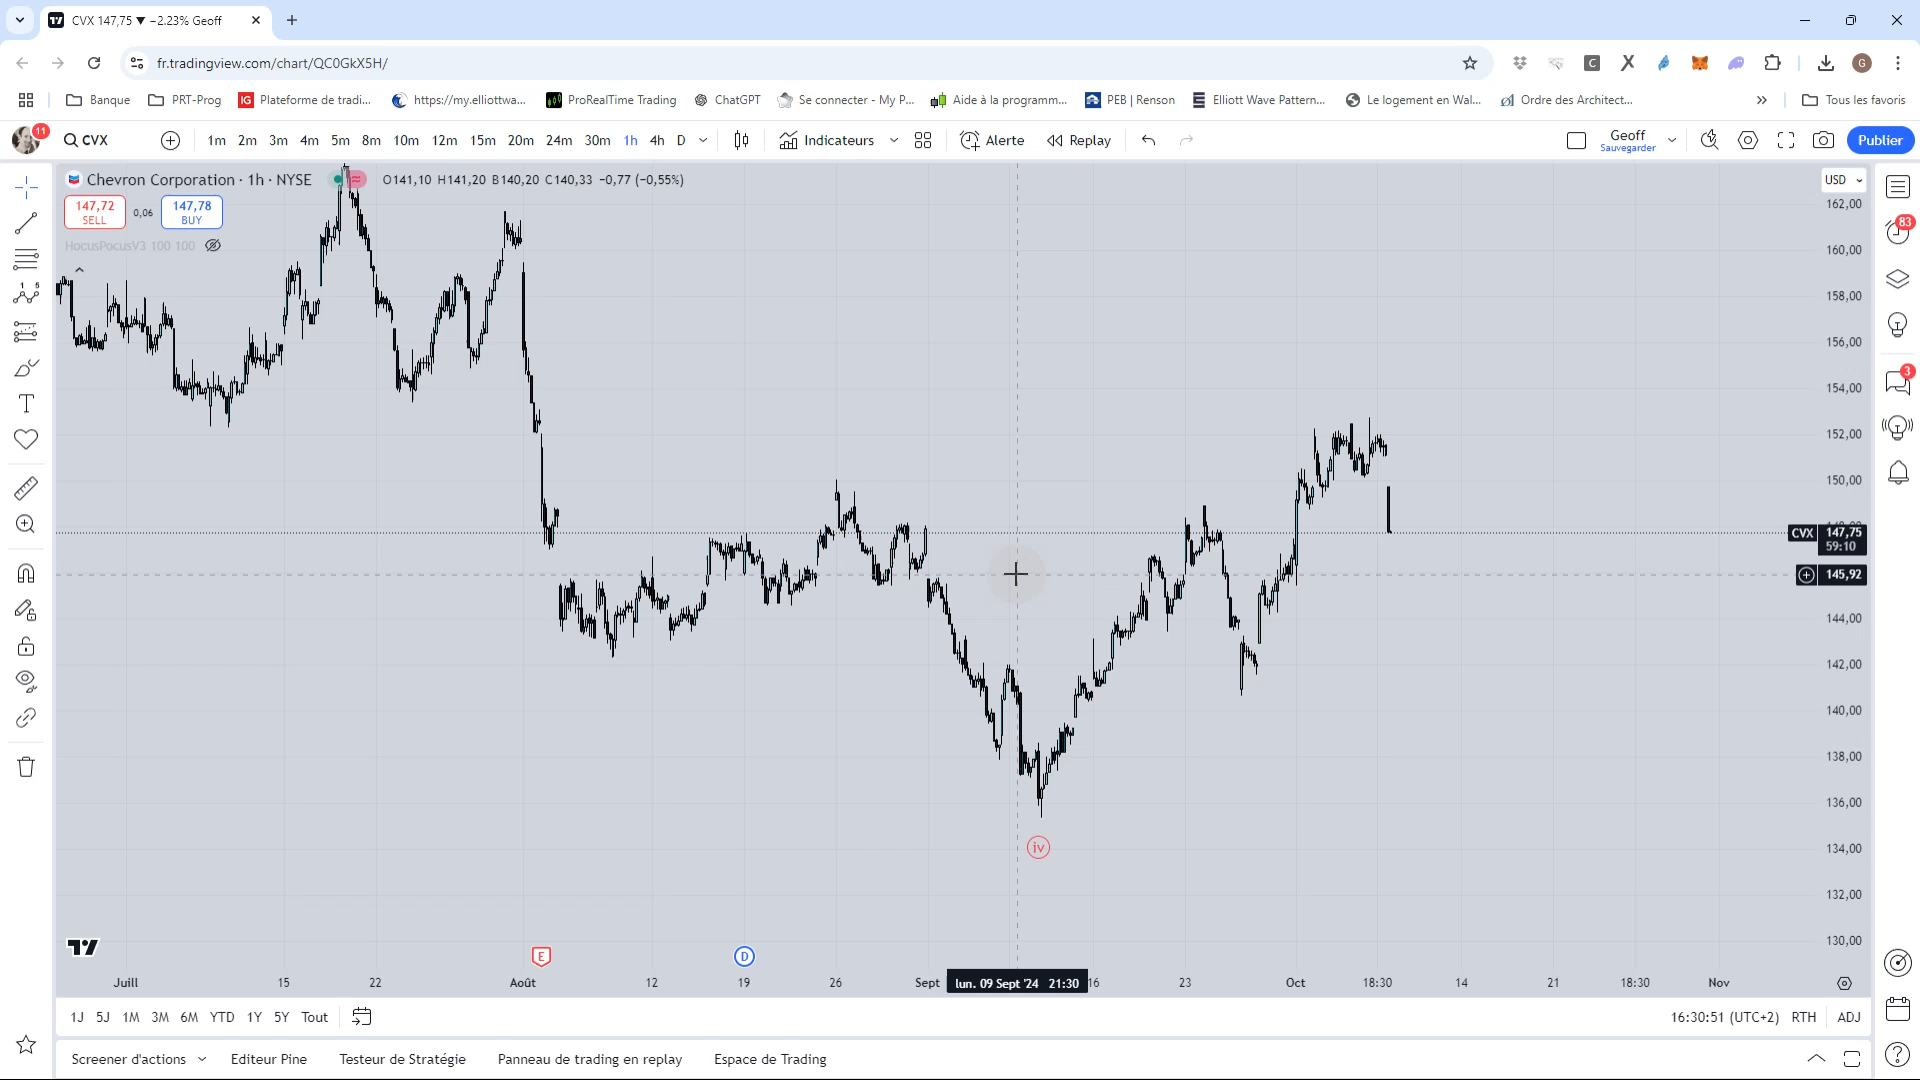 CVX 147,75 ▼ −2.23% Geoff
fr.tradingview.com/chart/QC0GkX5H/
G
Banque
PRT-Prog
IG
Plateforme de tradi...
https://my.elliottwa...
ProRealTime Trading
ChatGPT
Se connecter - My P...
Aide à la programm...
PEB | Renson
Elliott Wave Pattern...
Le logement en Wal...
Ordre des Architect...
Tous les favoris
11
CVX
1m 2m 3m 4m 5m 8m 10m 12m 15m 20m 24m 30m 1h 4h D
Indicateurs
Alerte
Replay
Geoff
Sauvegarder
Publier
Chevron Corporation · 1h · NYSE
O141,10 H141,20 B140,20 C140,33 −0,77 (−0,55%)
USD
147,72
SELL
0,06
147,78
BUY
HocusPocusV3 100 100
162,00
160,00
158,00
156,00
154,00
152,00
150,00
CVX 147,75
59:10
145,92
144,00
142,00
140,00
138,00
136,00
134,00
132,00
130,00
83
3
iv
E
D
Juill 15 22 Août 12 19 26 Sept lun. 09 Sept '24 21:30 16 23 Oct 18:30 14 21 18:30 Nov
1J 5J 1M 3M 6M YTD 1Y 5Y Tout
16:30:51 (UTC+2) RTH ADJ
Screener d'actions
Editeur Pine
Testeur de Stratégie
Panneau de trading en replay
Espace de Trading